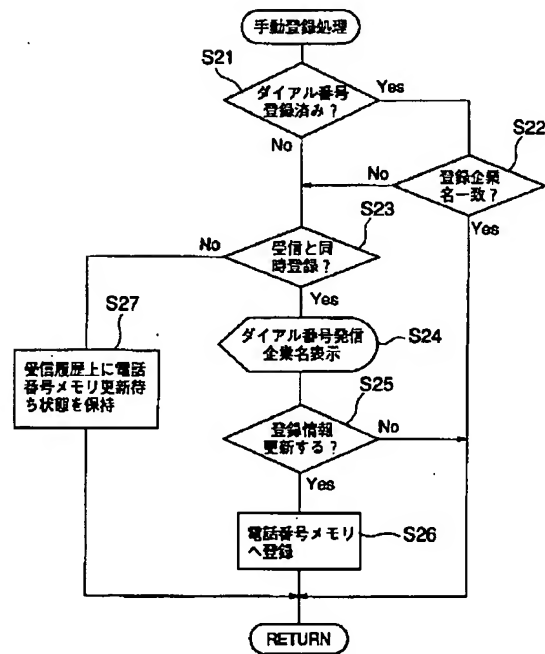 手動登録処理
S21
ダイアル番号
登録済み？
Yes
No
S22
登録企業
名一致？
No
Yes
S23
受信と同
時登録？
No
Yes
S27
受信履歴上に電話
番号メモリ更新待
ち状態を保持
S24
ダイアル番号発信
企業名表示
S25
登録情報
更新する？
No
Yes
S26
電話番号メモリ
へ登録
RETURN